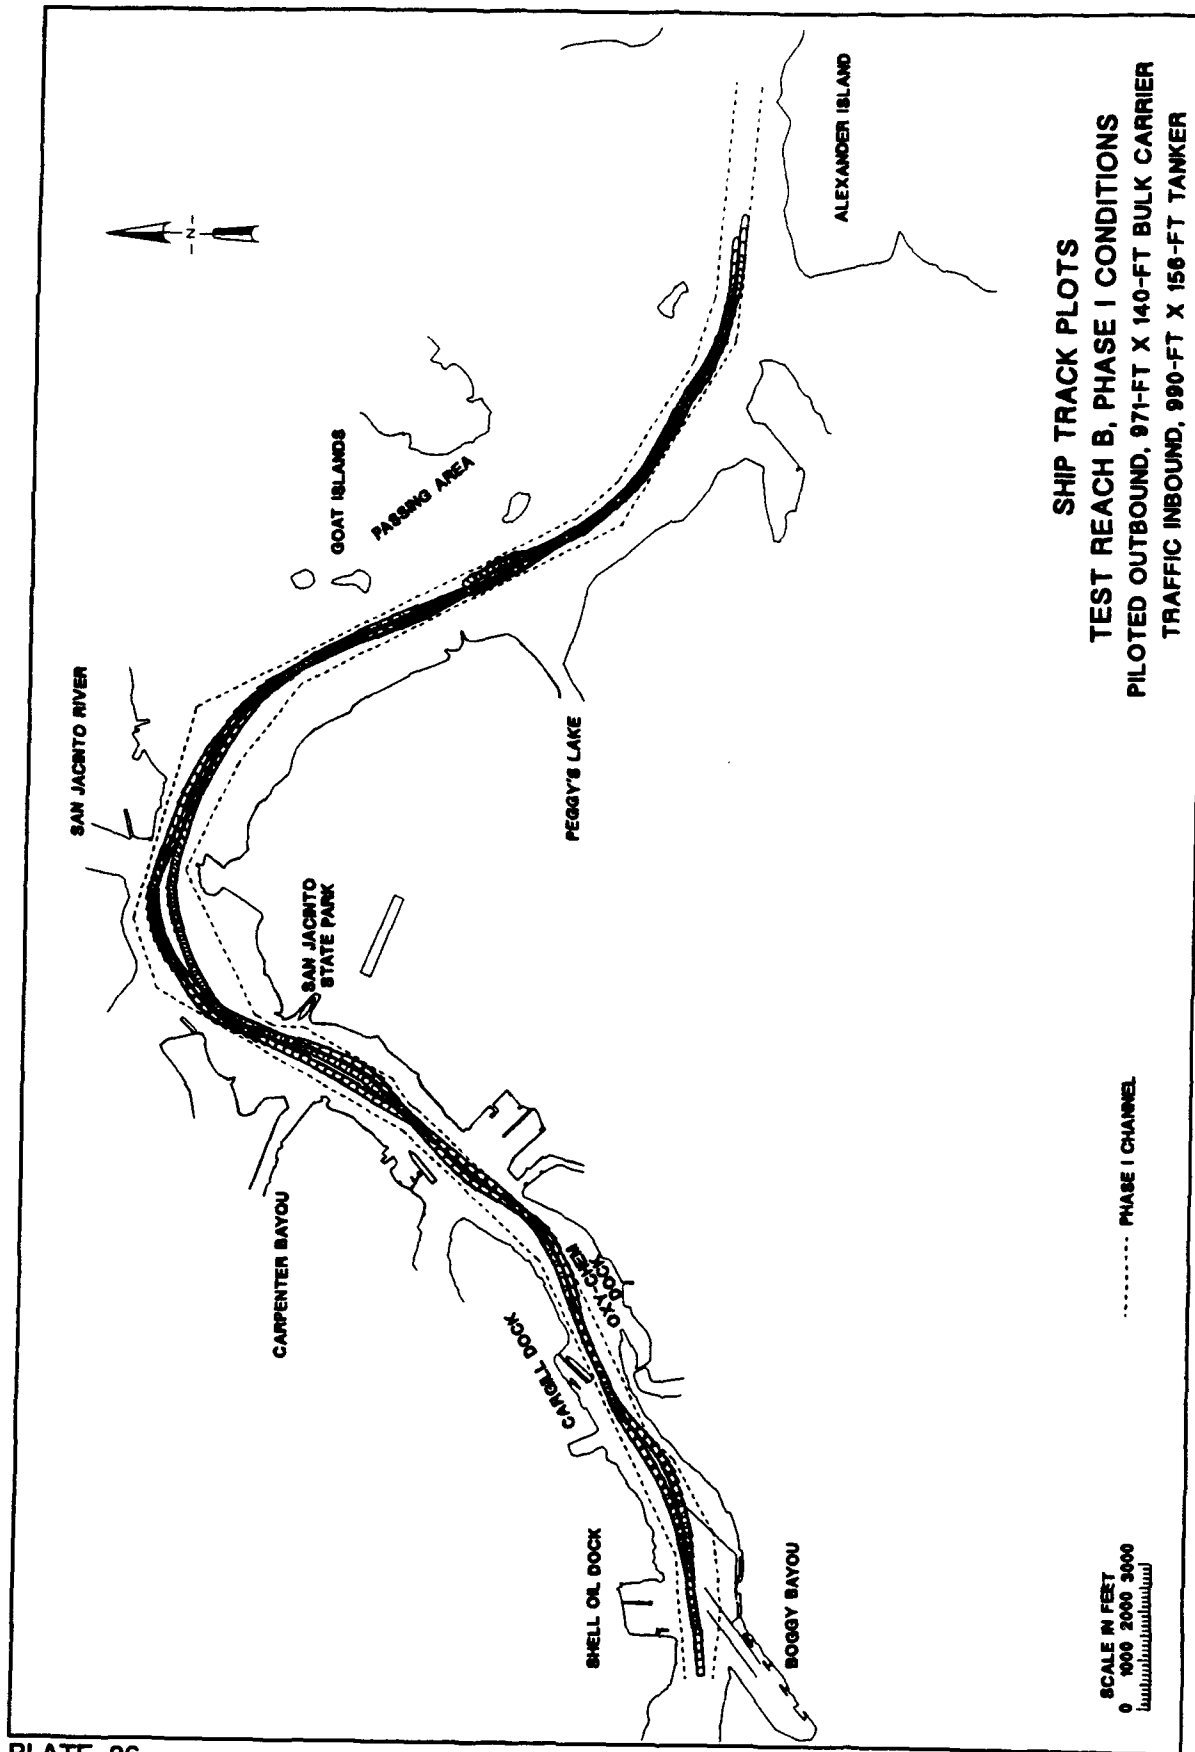 SAN JACINTO RIVER
-N-
ALEXANDER ISLAND
GOAT ISLANDS
PASSING AREA
SAN JACINTO
STATE PARK
PEGGY'S LAKE
CARPENTER BAYOU
CARGILL DOCK
OXY-CHEM
DOCK
SHELL OIL DOCK
BOGGY BAYOU
SCALE IN FEET
0 1000 2000 3000
PHASE I CHANNEL
SHIP TRACK PLOTS
TEST REACH B, PHASE I CONDITIONS
PILOTED OUTBOUND, 971-FT X 140-FT BULK CARRIER
TRAFFIC INBOUND, 990-FT X 156-FT TANKER